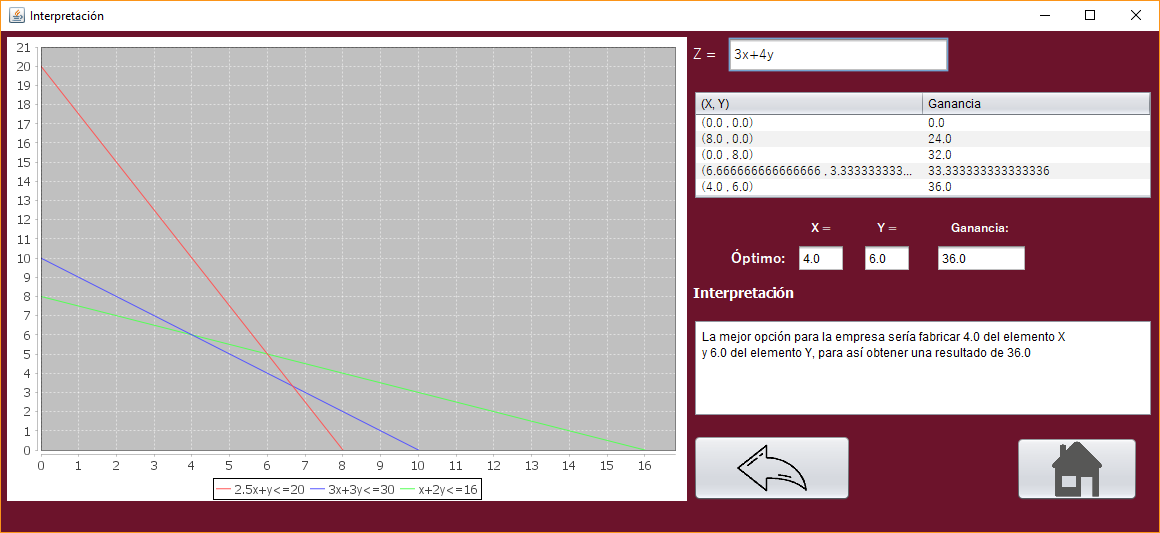 Interpretación
21
20
19
18
17
16
15
14
13
12
11
10
9
8
7
6
5
4
3
2
1
0
0 1 2 3 4 5 6 7 8 9 10 11 12 13 14 15 16
2.5x+y<=20 3x+3y<=30 x+2y<=16
Z = 3x+4y
(X, Y) Ganancia
(0.0 , 0.0) 0.0
(8.0 , 0.0) 24.0
(0.0 , 8.0) 32.0
(6.666666666666666 , 3.333333333... 33.333333333333336
(4.0 , 6.0) 36.0
X = Y = Ganancia:
Óptimo: 4.0 6.0 36.0
Interpretación
La mejor opción para la empresa sería fabricar 4.0 del elemento X
y 6.0 del elemento Y, para así obtener una resultado de 36.0